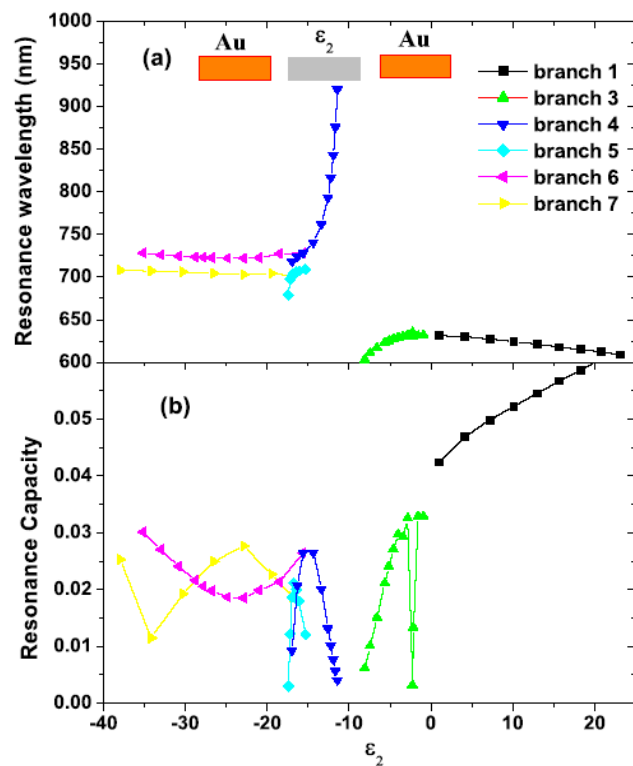 1000
950
900
850
800
750
700
650
600
Resonance wavelength (nm)
(a)
Au
ε2
Au
branch 1
branch 3
branch 4
branch 5
branch 6
branch 7
0.05
0.04
0.03
0.02
0.01
0.00
Resonance Capacity
(b)
-40 -30 -20 -10 0 10 20
ε2